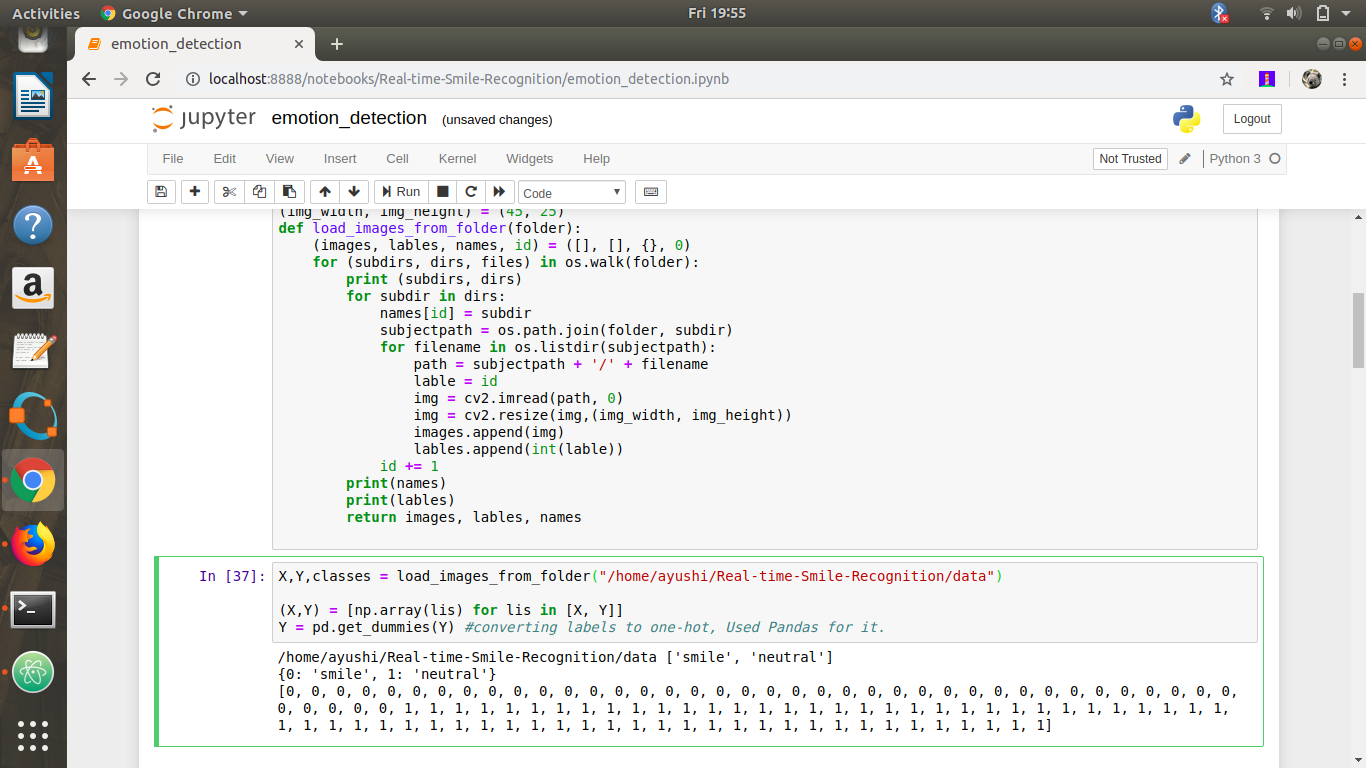 Activities Google Chrome Fri 19:55
emotion_detection
localhost:8888/notebooks/Real-time-Smile-Recognition/emotion_detection.ipynb
jupyter emotion_detection (unsaved changes) Logout
File Edit View Insert Cell Kernel Widgets Help Not Trusted Python 3
Run Code
(img_width, img_height) = (45, 25)
def load_images_from_folder(folder):
    (images, lables, names, id) = ([], [], {}, 0)
    for (subdirs, dirs, files) in os.walk(folder):
        print (subdirs, dirs)
        for subdir in dirs:
            names[id] = subdir
            subjectpath = os.path.join(folder, subdir)
            for filename in os.listdir(subjectpath):
                path = subjectpath + '/' + filename
                lable = id
                img = cv2.imread(path, 0)
                img = cv2.resize(img,(img_width, img_height))
                images.append(img)
                lables.append(int(lable))
            id += 1
        print(names)
        print(lables)
        return images, lables, names
In [37]: X,Y,classes = load_images_from_folder("/home/ayushi/Real-time-Smile-Recognition/data")
(X,Y) = [np.array(lis) for lis in [X, Y]]
Y = pd.get_dummies(Y) #converting labels to one-hot, Used Pandas for it.
/home/ayushi/Real-time-Smile-Recognition/data ['smile', 'neutral']
{0: 'smile', 1: 'neutral'}
[0, 0, 0, 0, 0, 0, 0, 0, 0, 0, 0, 0, 0, 0, 0, 0, 0, 0, 0, 0, 0, 0, 0, 0, 0, 0, 0, 0, 0, 0, 0, 0, 0, 0, 0, 0, 0, 0,
0, 0, 0, 0, 0, 1, 1, 1, 1, 1, 1, 1, 1, 1, 1, 1, 1, 1, 1, 1, 1, 1, 1, 1, 1, 1, 1, 1, 1, 1, 1, 1, 1, 1, 1, 1, 1, 1,
1, 1, 1, 1, 1, 1, 1, 1, 1, 1, 1, 1, 1, 1, 1, 1, 1, 1, 1, 1, 1, 1, 1, 1, 1, 1, 1, 1, 1, 1, 1]